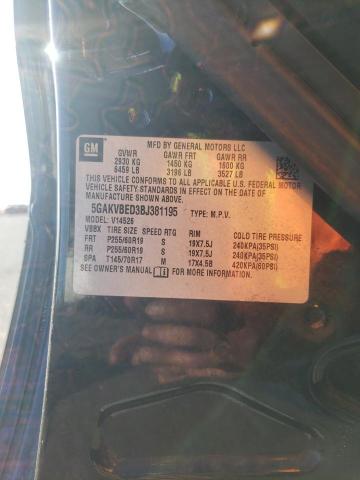 GM
MFD BY GENERAL MOTORS LLC
GVWR GAWR FRT GAWR RR
2930 KG 1450 KG 1600 KG
6459 LB 3196 LB 3527 LB
THIS VEHICLE CONFORMS TO ALL APPLICABLE U.S. FEDERAL MOTOR
VEHICLE SAFETY AND THEFT PREVENTION STANDARDS IN EFFECT ON THE DATE OF
MANUFACTURE SHOWN ABOVE.
5GAKVBED3BJ381195 TYPE: M.P.V.
MODEL: V14526
TIRE SIZE SPEED RTG RIM COLD TIRE PRESSURE
FRT P255/60R19 S 19X7.5J 240KPA(35PSI)
RR P255/60R19 S 19X7.5J 240KPA(35PSI)
SPA T145/70R17 M 17X4.5B 420KPA(60PSI)
SEE OWNER'S MANUAL FOR MORE INFORMATION